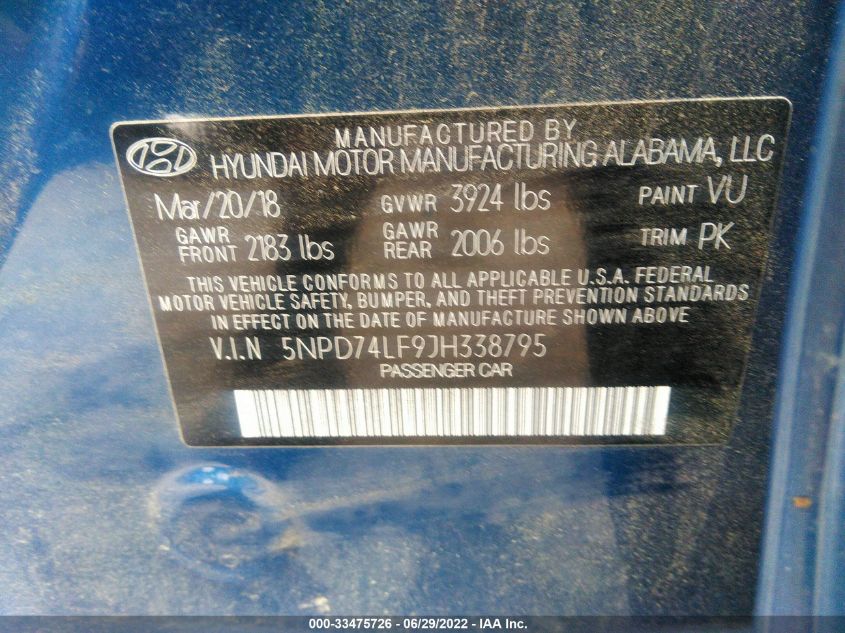 MANUFACTURED BY
HYUNDAI MOTOR MANUFACTURING ALABAMA, LLC
Mar/20/18 GVWR 3924 lbs PAINT VU
GAWR FRONT 2183 lbs GAWR REAR 2006 lbs TRIM PK
THIS VEHICLE CONFORMS TO ALL APPLICABLE U.S.A. FEDERAL
MOTOR VEHICLE SAFETY, BUMPER, AND THEFT PREVENTION STANDARDS
IN EFFECT ON THE DATE OF MANUFACTURE SHOWN ABOVE
V.I.N 5NPD74LF9JH338795
PASSENGER CAR
000-33475726 - 06/29/2022 - IAA Inc.